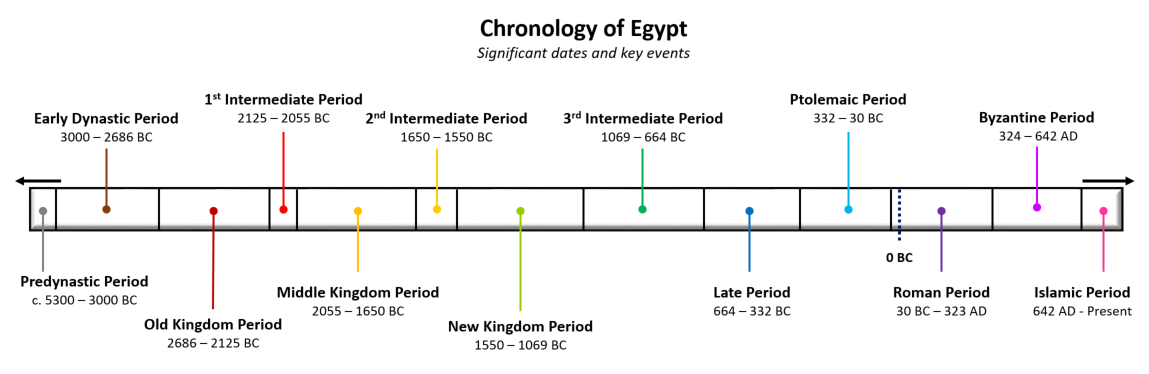 Chronology of Egypt
Significant dates and key events
1st Intermediate Period
2125 – 2055 BC
Ptolemaic Period
332 – 30 BC
Early Dynastic Period
3000 – 2686 BC
2nd Intermediate Period
1650 – 1550 BC
3rd Intermediate Period
1069 – 664 BC
Byzantine Period
324 – 642 AD
0 BC
Predynastic Period
c. 5300 – 3000 BC
Middle Kingdom Period
2055 – 1650 BC
Late Period
664 – 332 BC
Roman Period
30 BC – 323 AD
Islamic Period
642 AD - Present
Old Kingdom Period
2686 – 2125 BC
New Kingdom Period
1550 – 1069 BC